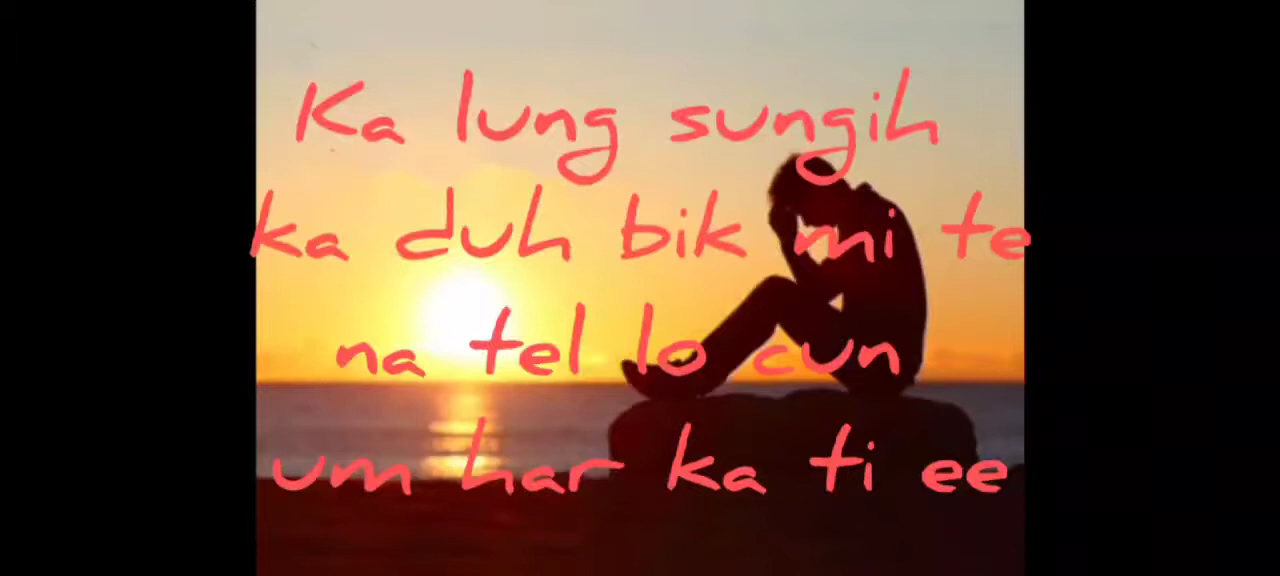 Ka lung sungih
ka duh bik mi te
na tel lo cun
um har ka ti ee